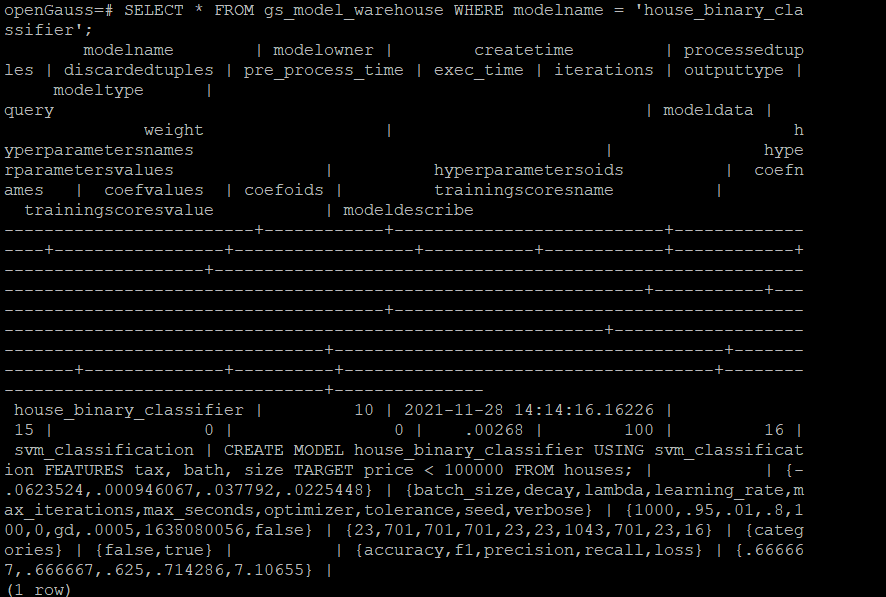 openGauss=# SELECT * FROM gs_model_warehouse WHERE modelname = 'house_binary_cla
ssifier';
        modelname        | modelowner |        createtime         | processedtup
les | discardedtuples | pre_process_time | exec_time | iterations | outputtype |
     modeltype      |
query                                                           | modeldata |
              weight                  |                                        h
yperparametersnames                                         |               hype
rparametersvalues               |          hyperparametersoids          |  coefn
ames   |  coefvalues  | coefoids |         trainingscoresname          |
  trainingscoresvalue           | modeldescribe
-------------------------+------------+---------------------------+-------------
----+-----------------+------------------+-----------+------------+------------+
--------------------+-----------------------------------------------------------
----------------------------------------------------------------+-----------+---
--------------------------------------+-----------------------------------------
------------------------------------------------------------+-------------------
--------------------------------+---------------------------------------+-------
-------+--------------+----------+-------------------------------------+--------
--------------------------------+---------------
 house_binary_classifier |         10 | 2021-11-28 14:14:16.16226 |
 15 |               0 |                0 |    .00268 |        100 |         16 |
 svm_classification | CREATE MODEL house_binary_classifier USING svm_classificat
ion FEATURES tax, bath, size TARGET price < 100000 FROM houses; |           | {-
.0623524,.000946067,.037792,.0225448} | {batch_size,decay,lambda,learning_rate,m
ax_iterations,max_seconds,optimizer,tolerance,seed,verbose} | {1000,.95,.01,.8,1
00,0,gd,.0005,1638080056,false} | {23,701,701,701,23,23,1043,701,23,16} | {categ
ories} | {false,true} |          | {accuracy,f1,precision,recall,loss} | {.66666
7,.666667,.625,.714286,7.10655} |
(1 row)